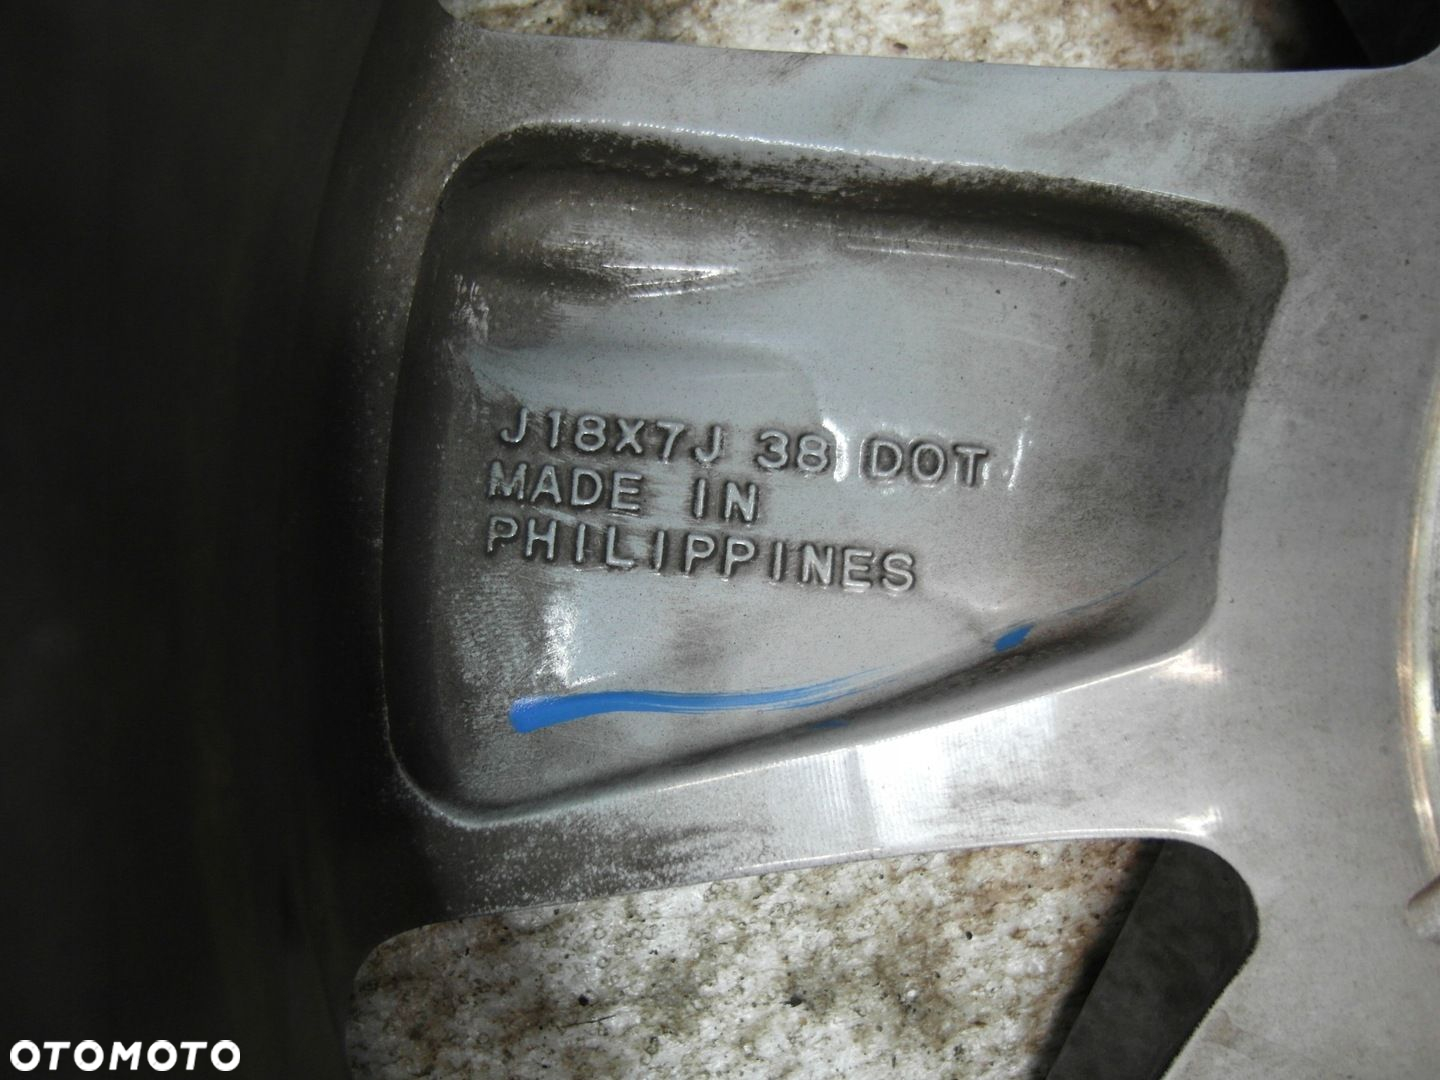 J18X7J 38 DOT
MADE IN
PHILIPPINES
OTOMOTO